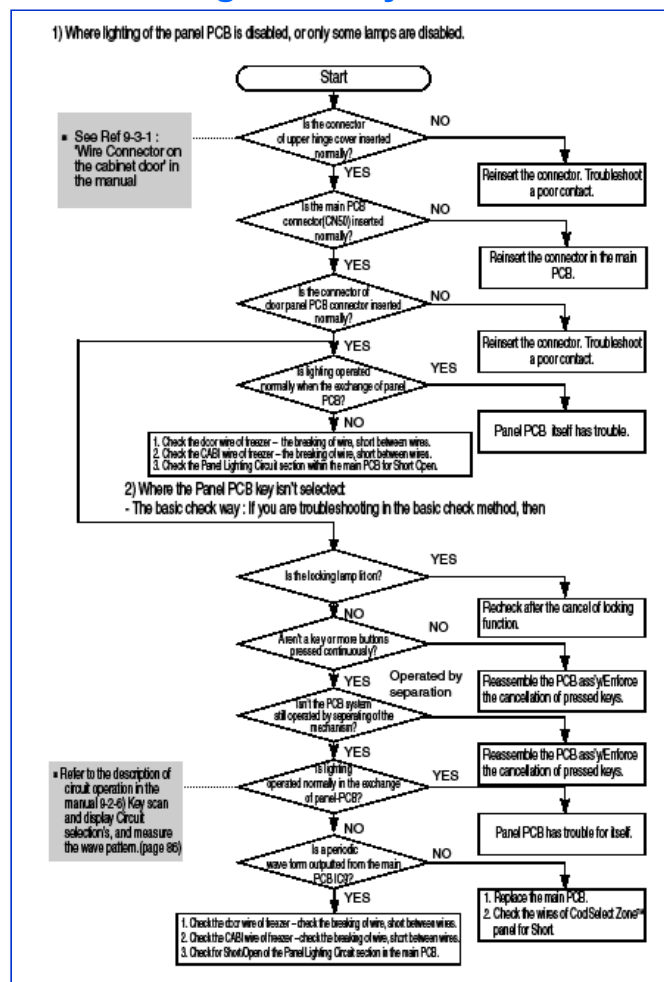 1) Where lighting of the panel PCB is disabled, or only some lamps are disabled.
Start
▪ See Ref 9-3-1 :
'Wire Connector on
the cabinet door' in
the manual
Is the connector
of upper hinge cover inserted
normally?
NO
Reinsert the connector. Troubleshoot
a poor contact.
YES
Is the main PCB
connector(CN50) inserted
normally?
NO
Reinsert the connector in the main
PCB.
YES
Is the connector of
door panel PCB connector inserted
normally?
NO
Reinsert the connector. Troubleshoot
a poor contact.
YES
Is lighting operated
normally when the exchange of panel
PCB?
YES
Panel PCB itself has trouble.
NO
1. Check the door wire of freezer – the breaking of wire, short between wires.
2. Check the CABI wire of freezer – the breaking of wire, short between wires.
3. Check the Panel Lighting Circuit section within the main PCB for Short Open.
2) Where the Panel PCB key isn't selected:
- The basic check way : If you are troubleshooting in the basic check method, then
Is the locking lamp lit on?
YES
Recheck after the cancel of locking
function.
NO
Aren't a key or more buttons
pressed continuously?
NO
Reassemble the PCB ass'y/Enforce
the cancellation of pressed keys.
YES
Operated by
separation
Isn't the PCB system
still operated by seperating of the
mechanism?
Reassemble the PCB ass'y/Enforce
the cancellation of pressed keys.
YES
▪ Refer to the description of
circuit operation in the
manual 9-2-6) Key scan
and display Circuit
selection's, and measure
the wave pattern.(page 86)
Is lighting
operated normally in the exchange
of panel-PCB?
YES
Panel PCB has trouble for itself.
NO
Is a periodic
wave form outputted from the main
PCB IC9?
NO
1. Replace the main PCB.
2. Check the wires of CoolSelect Zone™
panel for Short.
YES
1. Check the door wire of freezer – check the breaking of wire, short between wires.
2. Check the CABI wire of freezer – check the breaking of wire, short between wires.
3. Check for Short/Open of the Panel Lighting Circuit section in the main PCB.